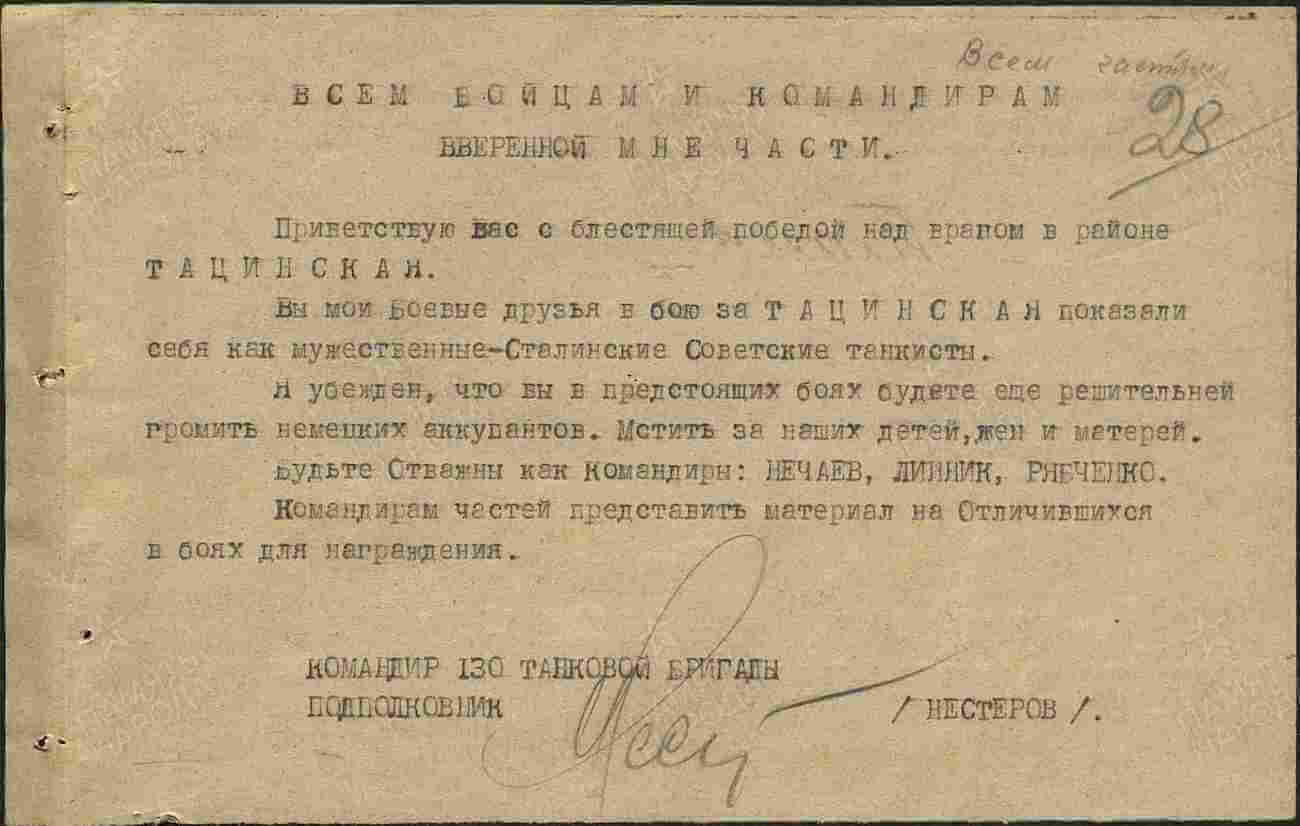 Всем частям
ВСЕМ БОЙЦАМ И КОМАНДИРАМ
28
ВВЕРЕННОЙ МНЕ ЧАСТИ.
Приветствую вас с блестящей победой над врагом в районе
ТАЦИНСКАЯ.
Вы мои Боевые друзья в бою за ТАЦИНСКАЯ показали
себя как мужественные-Сталинские Советские танкисты.
Я убежден, что вы в предстоящих боях будете еще решительней
громить немецких аккупантов. Мстить за наших детей, жен и матерей.
Будьте Отважны как Командиры: НЕЧАЕВ, ЛИННИК, РЯБЧЕНКО.
Командирам частей представить материал на Отличившихся
в боях для награждения.
КОМАНДИР 130 ТАНКОВОЙ БРИГАДЫ
ПОДПОЛКОВНИК / НЕСТЕРОВ /.